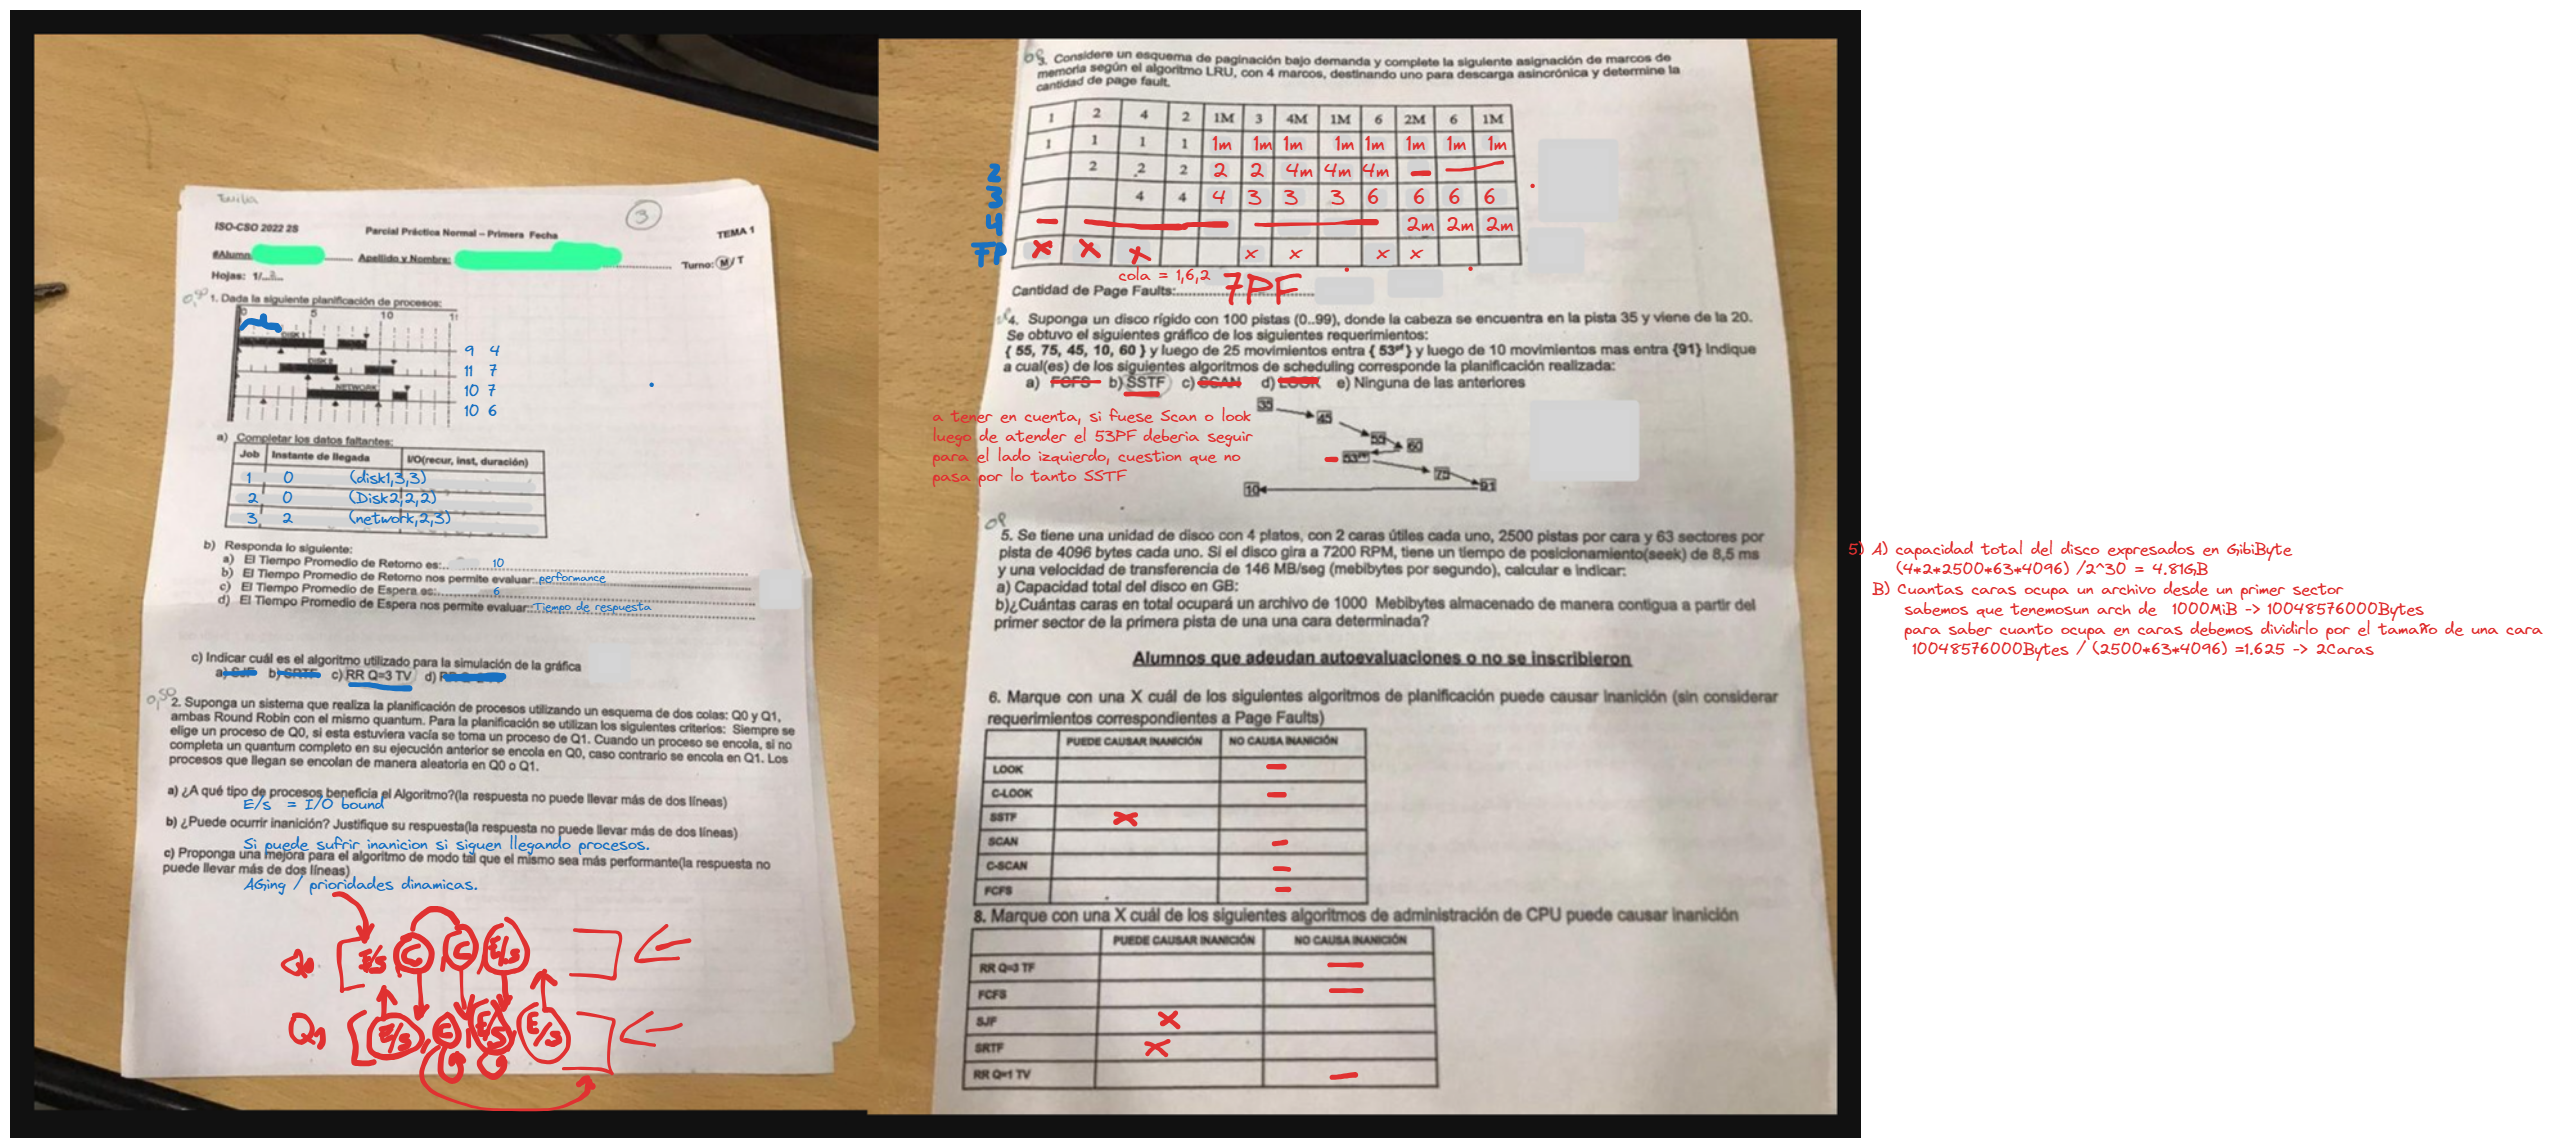 Familia
3
ISO-CSO 2022 2S
Parcial Práctica Normal – Primera Fecha
TEMA 1
#Alumn
Apellido y Nombre:
Turno: M / T
Hojas: 1/..2...
1. Dada la siguiente planificación de procesos:
0 5 10 1
DISK 1
9 4
DISK 2
11 7
NETWORK
10 7
10 6
a) Completar los datos faltantes:
Job Instante de llegada I/O(recur, inst, duración)
1 0 (disk1,3,3)
2 0 (Disk2,2,2)
3 2 (network,2,3)
b) Responda lo siguiente:
a) El Tiempo Promedio de Retorno es: 10
b) El Tiempo Promedio de Retorno nos permite evaluar: performance
c) El Tiempo Promedio de Espera es: 6
d) El Tiempo Promedio de Espera nos permite evaluar: Tiempo de respuesta
c) Indicar cuál es el algoritmo utilizado para la simulación de la gráfica
a) SJF b) SRTF c) RR Q=3 TV d)
0,50
2. Suponga un sistema que realiza la planificación de procesos utilizando un esquema de dos colas: Q0 y Q1,
ambas Round Robin con el mismo quantum. Para la planificación se utilizan los siguientes criterios: Siempre se
elige un proceso de Q0, si esta estuviera vacía se toma un proceso de Q1. Cuando un proceso se encola, si no
completa un quantum completo en su ejecución anterior se encola en Q0, caso contrario se encola en Q1. Los
procesos que llegan se encolan de manera aleatoria en Q0 o Q1.
a) ¿A qué tipo de procesos beneficia el Algoritmo?(la respuesta no puede llevar más de dos líneas)
E/s = I/O bound
b) ¿Puede ocurrir inanición? Justifique su respuesta(la respuesta no puede llevar más de dos líneas)
Si puede sufrir inanicion si siguen llegando procesos.
c) Proponga una mejora para el algoritmo de modo tal que el mismo sea más performante(la respuesta no
puede llevar más de dos líneas)
AGing / prioridades dinamicas.
E/s C C E/s
Q1 E/s C E/s E/s
3. Considere un esquema de paginación bajo demanda y complete la siguiente asignación de marcos de
memoria según el algoritmo LRU, con 4 marcos, destinando uno para descarga asincrónica y determine la
cantidad de page fault.
1 2 4 2 1M 3 4M 1M 6 2M 6 1M
1 1 1 1 1m 1m 1m 1m 1m 1m 1m 1m
2 2 2 2 2 2 4m 4m 4m –
3 4 4 4 3 3 3 6 6 6 6
4 2m 2m 2m
FP x x x x x x x
cola = 1,6,2
Cantidad de Page Faults: 7PF
4. Suponga un disco rígido con 100 pistas (0..99), donde la cabeza se encuentra en la pista 35 y viene de la 20.
Se obtuvo el siguientes gráfico de los siguientes requerimientos:
{ 55, 75, 45, 10, 60 } y luego de 25 movimientos entra { 53ᵖᶠ } y luego de 10 movimientos mas entra {91} Indique
a cual(es) de los siguientes algoritmos de scheduling corresponde la planificación realizada:
a) FCFS b) SSTF c) SCAN d) LOOK e) Ninguna de las anteriores
a tener en cuenta, si fuese Scan o look
luego de atender el 53PF deberia seguir
para el lado izquierdo, cuestion que no
pasa por lo tanto SSTF
35
45
55 60
53ᵖᶠ
75
10 91
5. Se tiene una unidad de disco con 4 platos, con 2 caras útiles cada uno, 2500 pistas por cara y 63 sectores por
pista de 4096 bytes cada uno. Si el disco gira a 7200 RPM, tiene un tiempo de posicionamiento(seek) de 8,5 ms
y una velocidad de transferencia de 146 MB/seg (mebibytes por segundo), calcular e indicar:
a) Capacidad total del disco en GB:
b)¿Cuántas caras en total ocupará un archivo de 1000 Mebibytes almacenado de manera contigua a partir del
primer sector de la primera pista de una una cara determinada?
5) A) capacidad total del disco expresados en GibiByte
(4*2*2500*63*4096) /2^30 = 4.81GB
B) Cuantas caras ocupa un archivo desde un primer sector
sabemos que tenemosun arch de 1000MiB -> 10048576000Bytes
para saber cuanto ocupa en caras debemos dividirlo por el tamaño de una cara
10048576000Bytes / (2500*63*4096) =1.625 -> 2Caras
Alumnos que adeudan autoevaluaciones o no se inscribieron
6. Marque con una X cuál de los siguientes algoritmos de planificación puede causar inanición (sin considerar
requerimientos correspondientes a Page Faults)
PUEDE CAUSAR INANICIÓN NO CAUSA INANICIÓN
LOOK –
C-LOOK –
SSTF x
SCAN –
C-SCAN –
FCFS –
8. Marque con una X cuál de los siguientes algoritmos de administración de CPU puede causar inanición
PUEDE CAUSAR INANICIÓN NO CAUSA INANICIÓN
RR Q=3 TF –
FCFS –
SJF x
SRTF x
RR Q=1 TV –